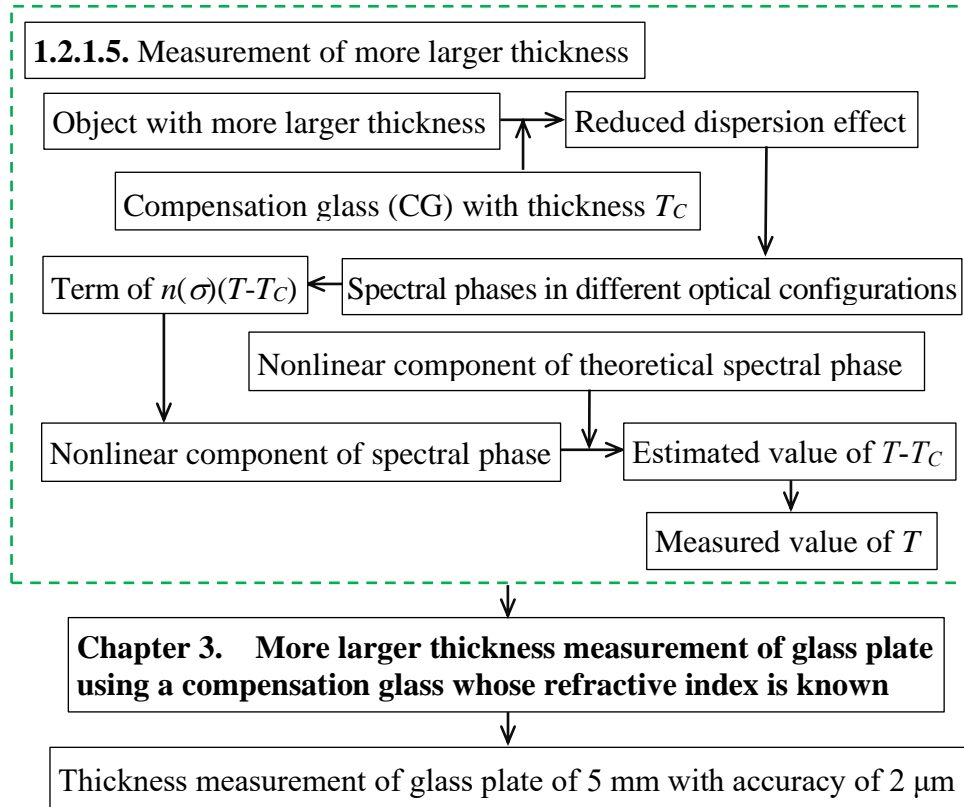 1.2.1.5. Measurement of more larger thickness
Object with more larger thickness
Reduced dispersion effect
Compensation glass (CG) with thickness TC
Term of n(σ)(T-TC)
Spectral phases in different optical configurations
Nonlinear component of theoretical spectral phase
Nonlinear component of spectral phase
Estimated value of T-TC
Measured value of T
Chapter 3. More larger thickness measurement of glass plate
using a compensation glass whose refractive index is known
Thickness measurement of glass plate of 5 mm with accuracy of 2 μm